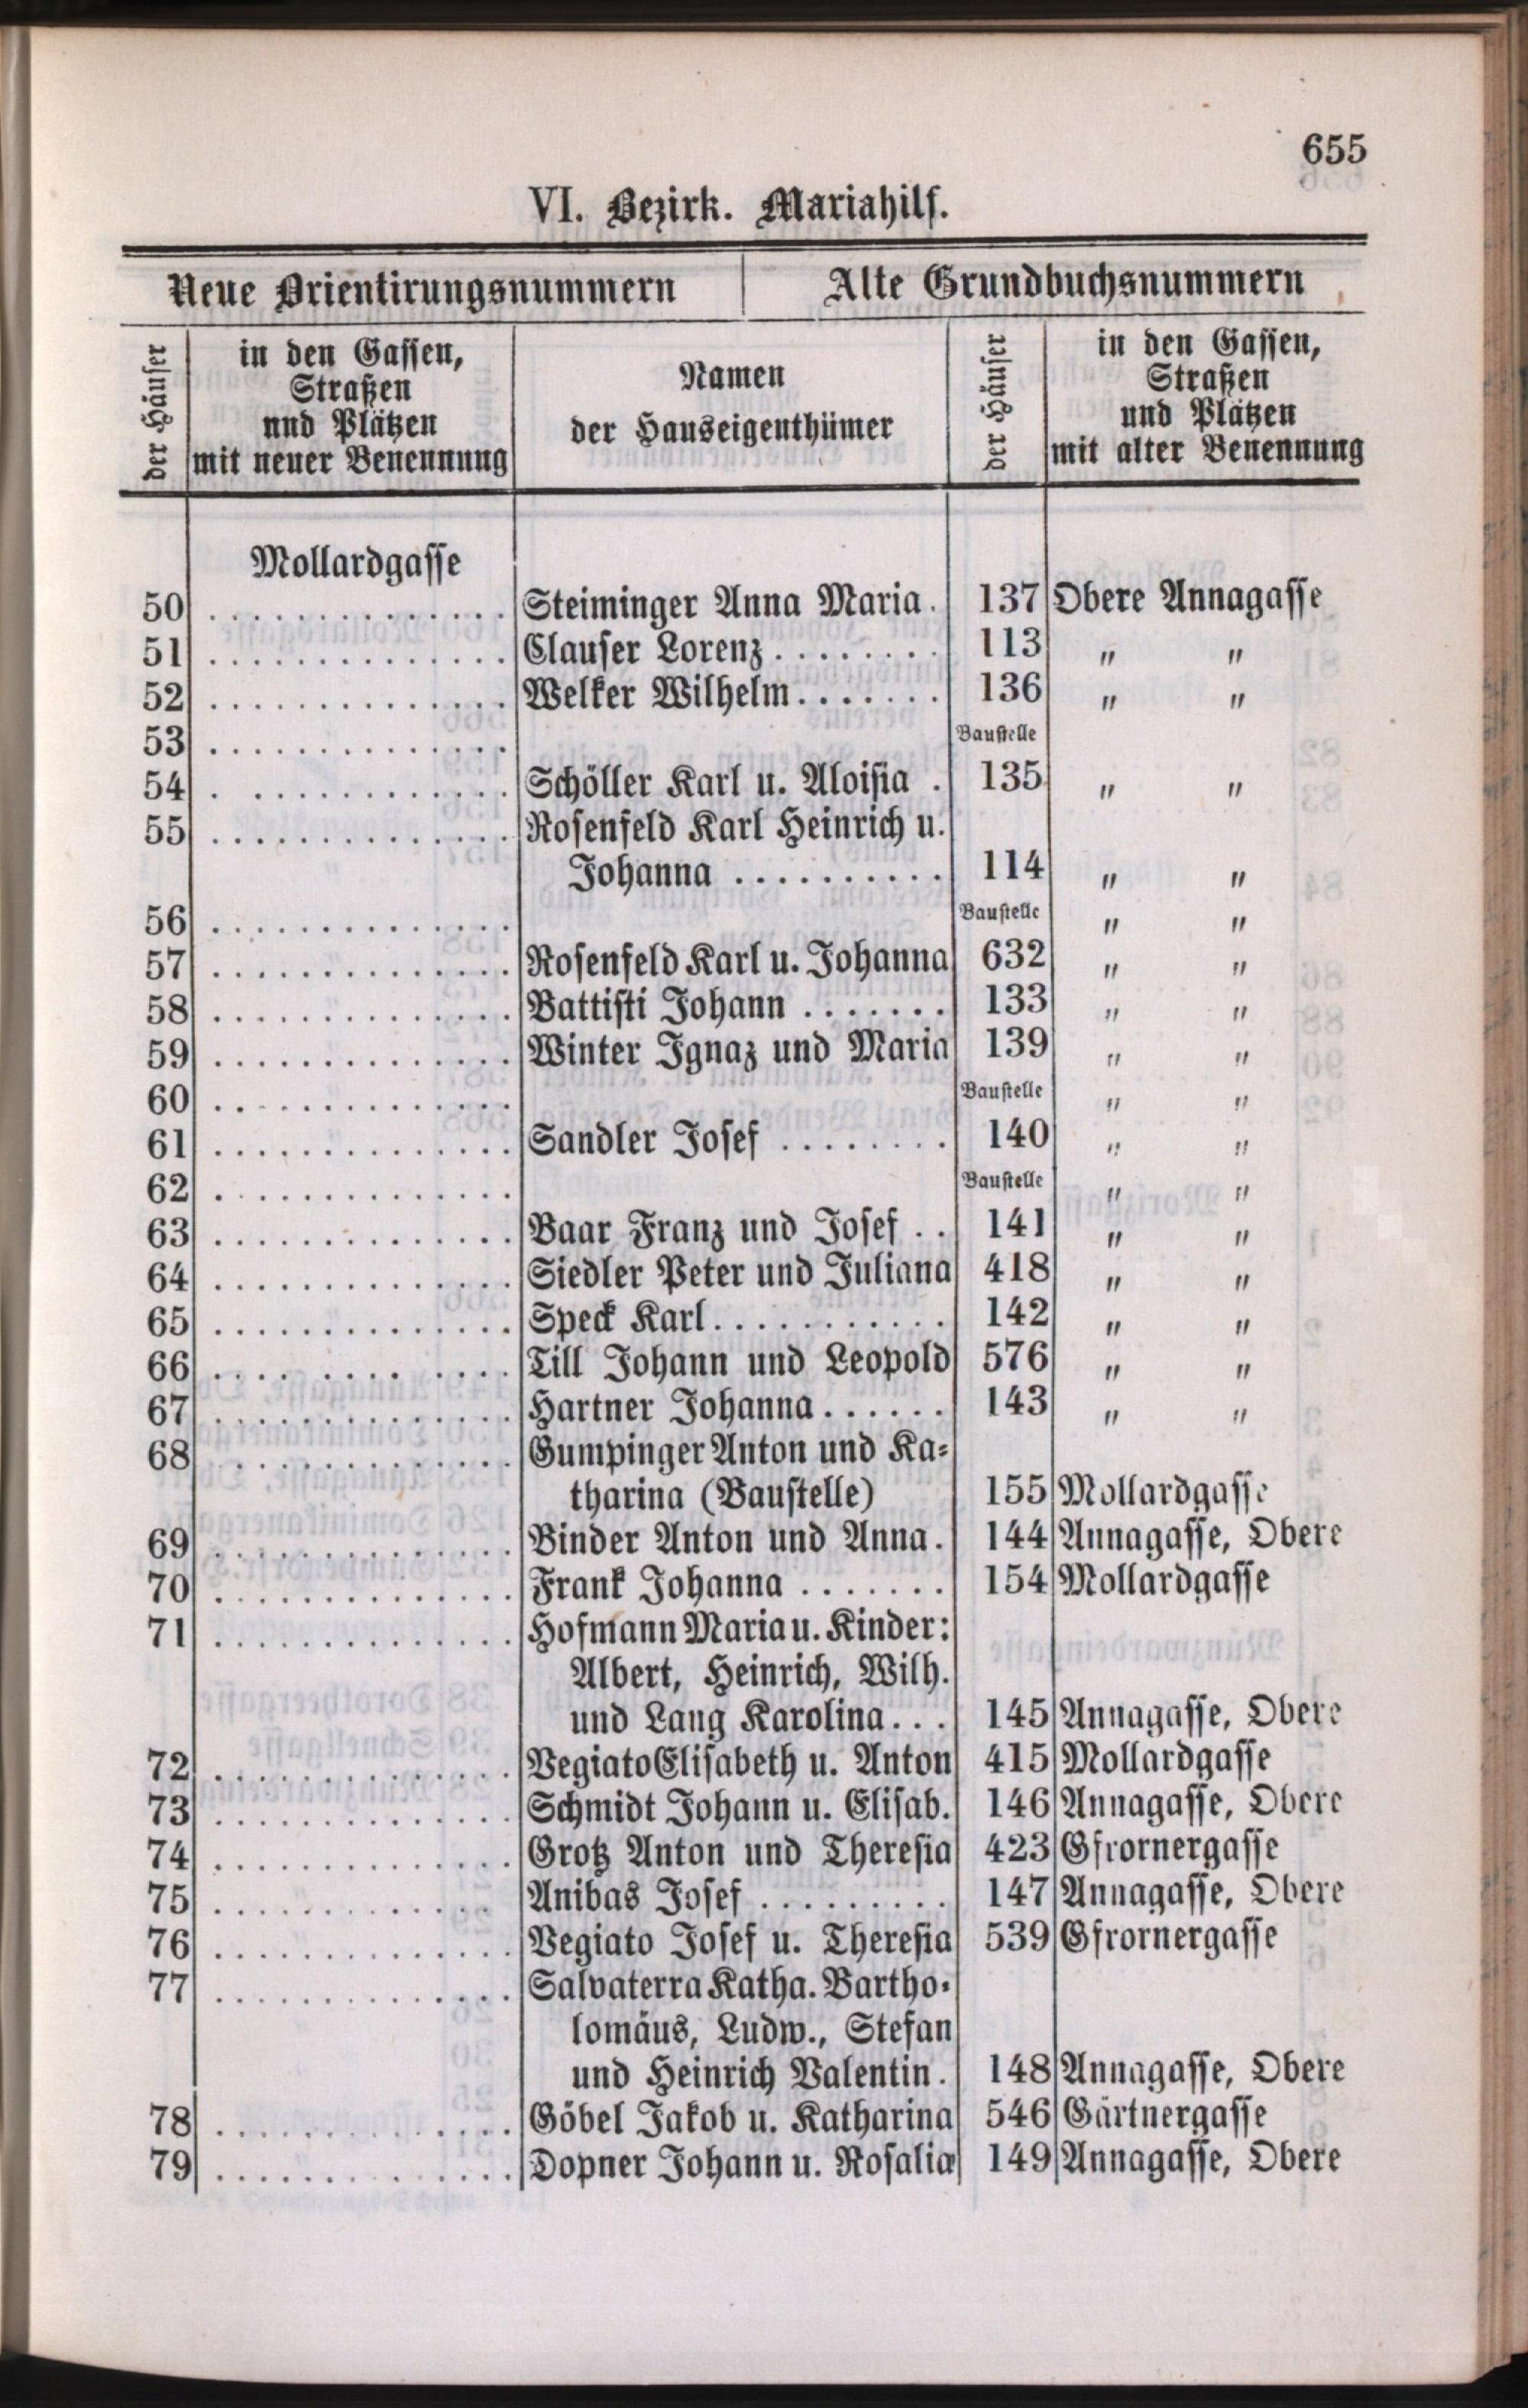 655
VI. Bezirk. Mariahilf.
Neue Orientirungsnummern Alte Grundbuchsnummern
der Häuser
in den Gassen,
Straßen
und Plätzen
mit neuer Benennung
Namen
der Hauseigenthümer
der Häuser
in den Gassen,
Straßen
und Plätzen
mit alter Benennung
Mollardgasse
50 .............. Steiminger Anna Maria. 137 Obere Annagasse
51 .............. Clauser Lorenz........ 113 " "
52 .............. Welker Wilhelm....... 136 " "
53 .............. Baustelle
54 . ............ Schöller Karl u. Aloisia . 135 " "
55 .............. Rosenfeld Karl Heinrich u.
Johanna .......... 114 " "
56 .............. Baustelle " "
57 .............. Rosenfeld Karl u. Johanna 632 " "
58 .............. Battisti Johann ....... 133 " "
59 .............. Winter Ignaz und Maria 139 " "
60 .............. Baustelle " "
61 .............. Sandler Josef ........ 140 " "
62 .............. Baustelle " "
63 .............. Baar Franz und Josef .. 141 " "
64 .............. Siedler Peter und Juliana 418 " "
65 .............. Speck Karl........... 142 " "
66 .............. Till Johann und Leopold 576 " "
67 .............. Hartner Johanna...... 143 " "
68 .............. Gumpinger Anton und Ka-
tharina (Baustelle) 155 Mollardgasse
69 .............. Binder Anton und Anna. 144 Annagasse, Obere
70 .............. Frank Johanna ....... 154 Mollardgasse
71 .............. Hofmann Maria u. Kinder:
Albert, Heinrich, Wilh.
und Lang Karolina... 145 Annagasse, Obere
72 .............. Vegiato Elisabeth u. Anton 415 Mollardgasse
73 .............. Schmidt Johann u. Elisab. 146 Annagasse, Obere
74 .............. Grotz Anton und Theresia 423 Gfrornergasse
75 ............. Anibas Josef ......... 147 Annagasse, Obere
76 .............. Vegiato Josef u. Theresia 539 Gfrornergasse
77 .............. Salvaterra Katha. Bartho-
lomäus, Ludw., Stefan
und Heinrich Valentin. 148 Annagasse, Obere
78 .............. Göbel Jakob u. Katharina 546 Gärtnergasse
79 .............. Dopner Johann u. Rosalia 149 Annagasse, Obere